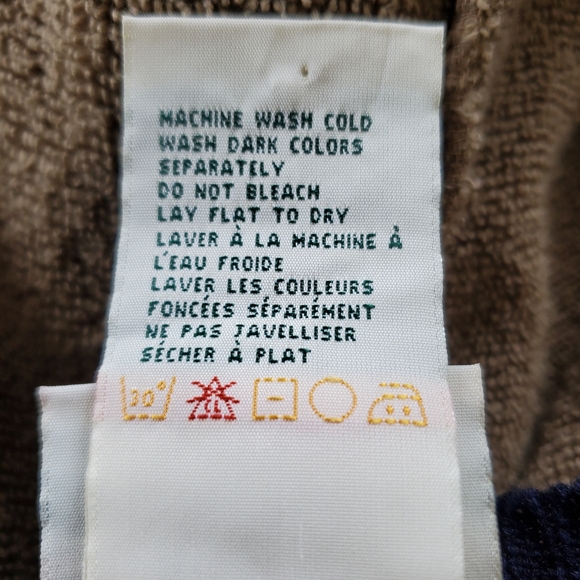 MACHINE WASH COLD
WASH DARK COLORS
SEPARATELY
DO NOT BLEACH
LAY FLAT TO DRY
LAVER À LA MACHINE À
L'EAU FROIDE
LAVER LES COULEURS
FONCÉES SÉPARÉMENT
NE PAS JAVELLISER
SÉCHER À PLAT
30°